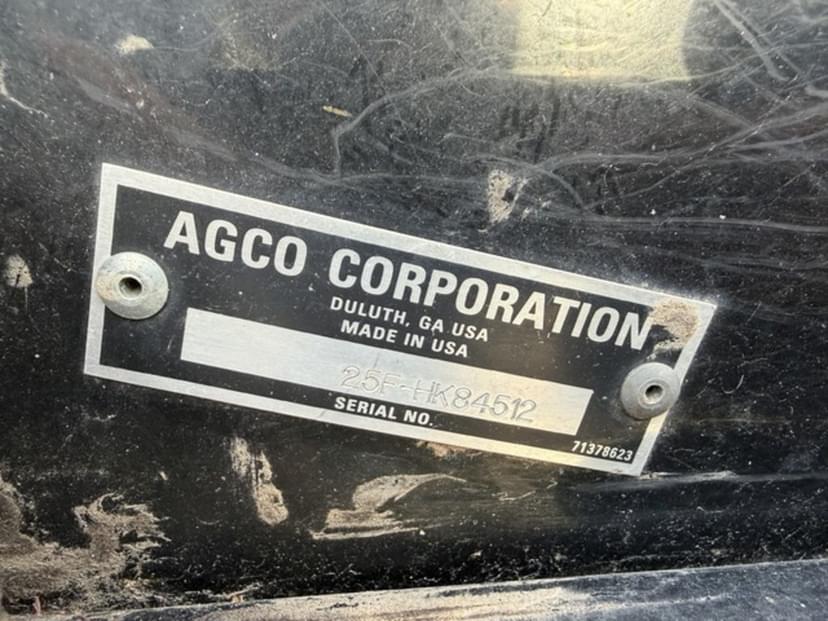 AGCO CORPORATION
DULUTH, GA USA
MADE IN USA
25F-HK84512
SERIAL NO.
71378623